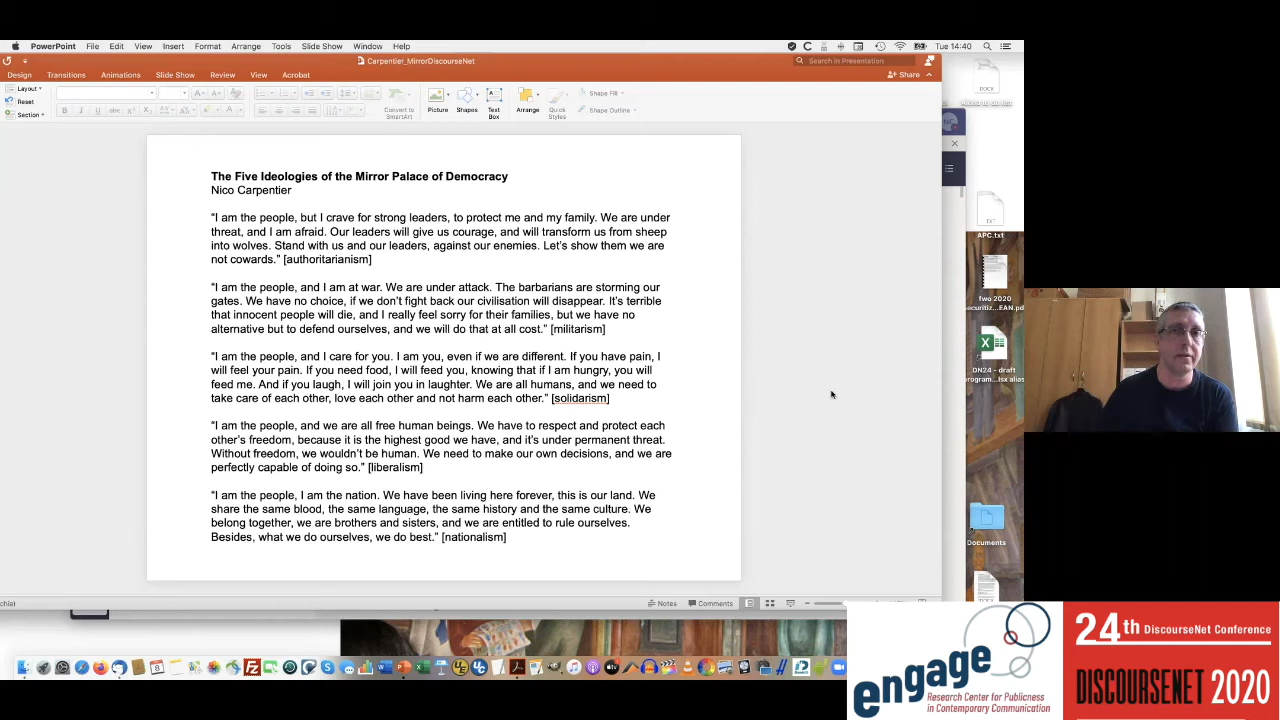 PowerPoint File Edit View Insert Format Arrange Tools Slide Show Window Help Tue 14:40
Carpentier_MirrorDiscourseNet
Search in Presentation
Design Transitions Animations Slide Show Review View Acrobat
Share
Layout
Reset
Section
Convert to SmartArt
Picture
Shapes
Text Box
Arrange
Quick Styles
Shape Fill
Shape Outline
The Five Ideologies of the Mirror Palace of Democracy
Nico Carpentier
“I am the people, but I crave for strong leaders, to protect me and my family. We are under
threat, and I am afraid. Our leaders will give us courage, and will transform us from sheep
into wolves. Stand with us and our leaders, against our enemies. Let’s show them we are
not cowards.” [authoritarianism]
“I am the people, and I am at war. We are under attack. The barbarians are storming our
gates. We have no choice, if we don’t fight back our civilisation will disappear. It’s terrible
that innocent people will die, and I really feel sorry for their families, but we have no
alternative but to defend ourselves, and we will do that at all cost.” [militarism]
“I am the people, and I care for you. I am you, even if we are different. If you have pain, I
will feel your pain. If you need food, I will feed you, knowing that if I am hungry, you will
feed me. And if you laugh, I will join you in laughter. We are all humans, and we need to
take care of each other, love each other and not harm each other.” [solidarism]
“I am the people, and we are all free human beings. We have to respect and protect each
other’s freedom, because it is the highest good we have, and it’s under permanent threat.
Without freedom, we wouldn’t be human. We need to make our own decisions, and we are
perfectly capable of doing so.” [liberalism]
“I am the people, I am the nation. We have been living here forever, this is our land. We
share the same blood, the same language, the same history and the same culture. We
belong together, we are brothers and sisters, and we are entitled to rule ourselves.
Besides, what we do ourselves, we do best.” [nationalism]
chia)
Notes Comments
DOCX
TXT
APC.txt
fwo 2020
securitiz...EAN.pd
DN24 - draft
program...lsx alias
Documents
engage
Research Center for Publicness
in Contemporary Communication
24th DiscourseNet Conference
DISCOURSENET 2020